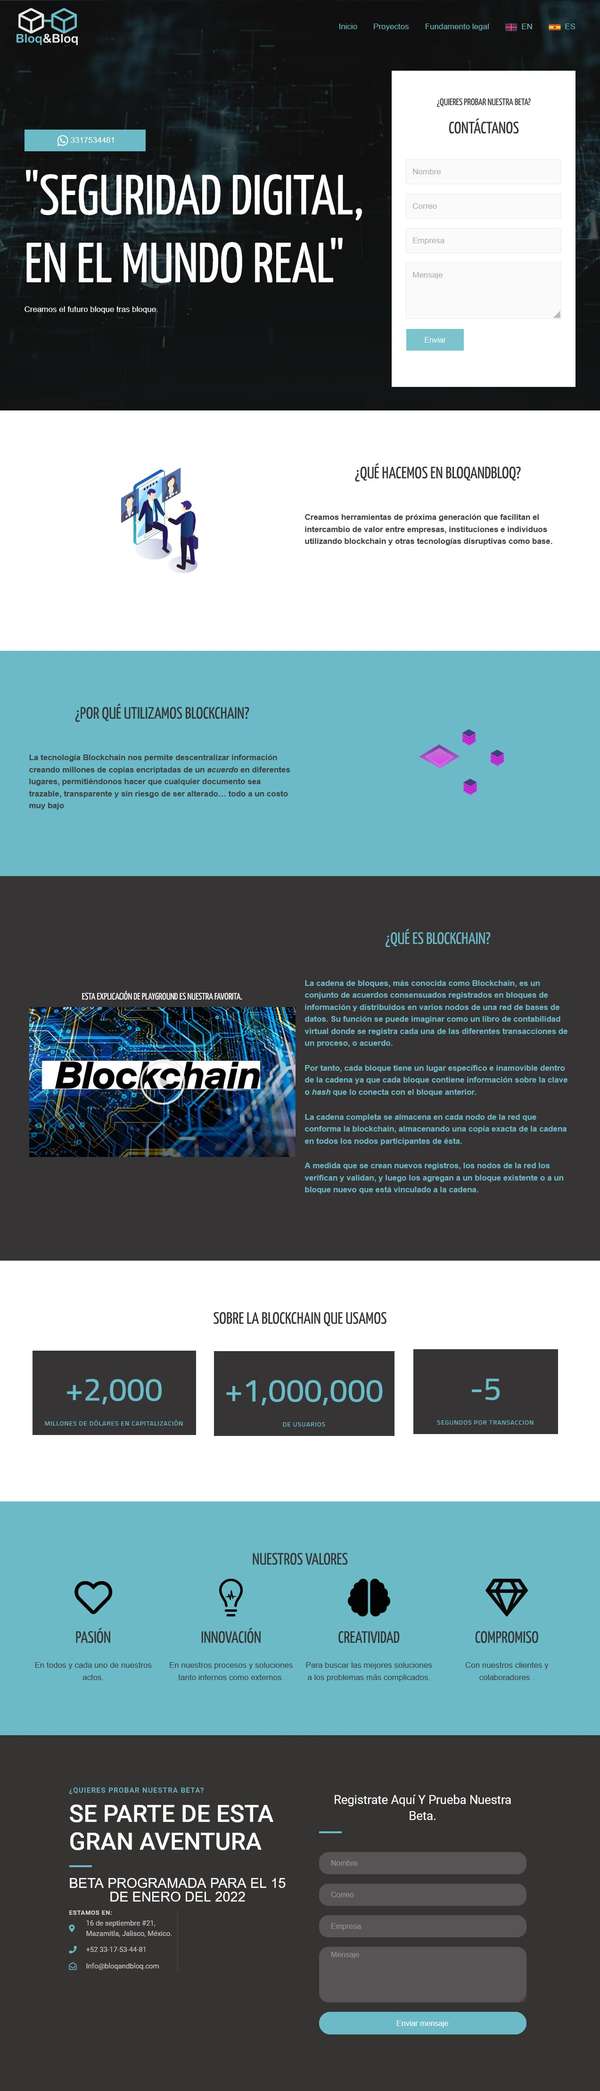 Bloq&Bloq
Inicio Proyectos Fundamento legal EN ES
3317534481
"SEGURIDAD DIGITAL,
EN EL MUNDO REAL"
Creamos el futuro bloque tras bloque.
¿QUIERES PROBAR NUESTRA BETA?
CONTÁCTANOS
Nombre
Correo
Empresa
Mensaje
Enviar
¿QUÉ HACEMOS EN BLOQANDBLOQ?
Creamos herramientas de próxima generación que facilitan el
intercambio de valor entre empresas, instituciones e individuos
utilizando blockchain y otras tecnologías disruptivas como base.
¿POR QUÉ UTILIZAMOS BLOCKCHAIN?
La tecnología Blockchain nos permite descentralizar información
creando millones de copias encriptadas de un acuerdo en diferentes
lugares, permitiéndonos hacer que cualquier documento sea
trazable, transparente y sin riesgo de ser alterado… todo a un costo
muy bajo
¿QUÉ ES BLOCKCHAIN?
ESTA EXPLICACIÓN DE PLAYGROUND ES NUESTRA FAVORITA.
Blockchain
La cadena de bloques, más conocida como Blockchain, es un
conjunto de acuerdos consensuados registrados en bloques de
información y distribuidos en varios nodos de una red de bases de
datos. Su función se puede imaginar como un libro de contabilidad
virtual donde se registra cada una de las diferentes transacciones de
un proceso, o acuerdo.
Por tanto, cada bloque tiene un lugar específico e inamovible dentro
de la cadena ya que cada bloque contiene información sobre la clave
o hash que lo conecta con el bloque anterior.
La cadena completa se almacena en cada nodo de la red que
conforma la blockchain, almacenando una copia exacta de la cadena
en todos los nodos participantes de ésta.
A medida que se crean nuevos registros, los nodos de la red los
verifican y validan, y luego los agregan a un bloque existente o a un
bloque nuevo que está vinculado a la cadena.
SOBRE LA BLOCKCHAIN QUE USAMOS
+2,000
MILLONES DE DÓLARES EN CAPITALIZACIÓN
+1,000,000
DE USUARIOS
-5
SEGUNDOS POR TRANSACCION
NUESTROS VALORES
PASIÓN
En todos y cada uno de nuestros
actos.
INNOVACIÓN
En nuestros procesos y soluciones
tanto internos como externos.
CREATIVIDAD
Para buscar las mejores soluciones
a los problemas más complicados.
COMPROMISO
Con nuestros clientes y
colaboradores.
¿QUIERES PROBAR NUESTRA BETA?
SE PARTE DE ESTA
GRAN AVENTURA
BETA PROGRAMADA PARA EL 15
DE ENERO DEL 2022
ESTAMOS EN:
16 de septiembre #21,
Mazamitla, Jalisco, México.
+52 33-17-53-44-81
Info@bloqandbloq.com
Registrate Aquí Y Prueba Nuestra
Beta.
Nombre
Correo
Empresa
Mensaje
Enviar mensaje